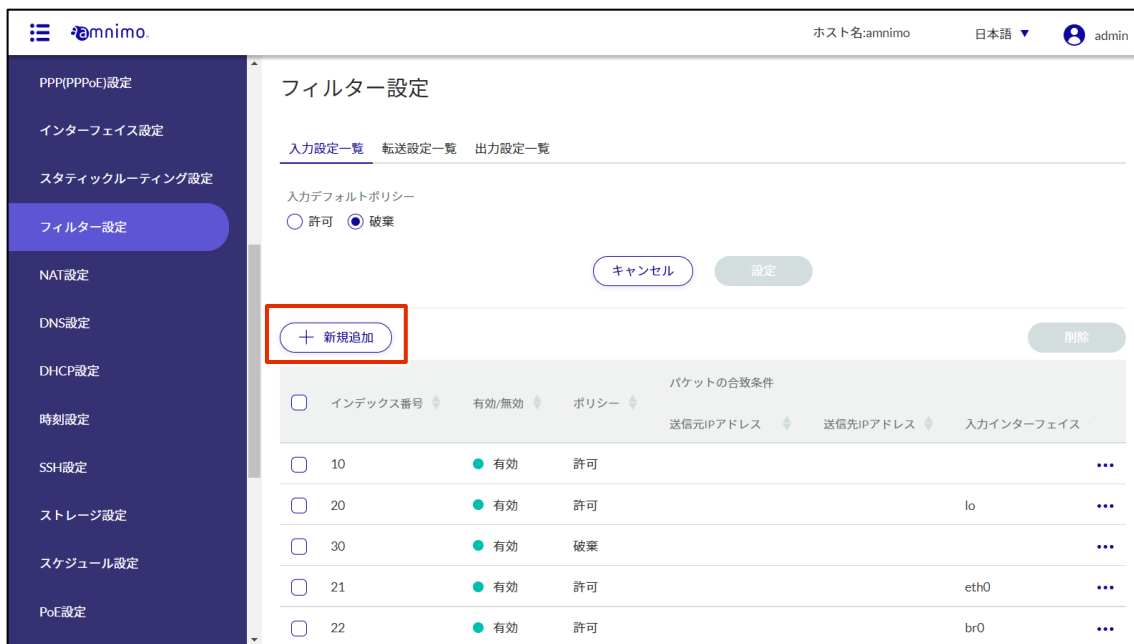 amnimo.
ホスト名:amnimo
日本語 ▼
admin
PPP(PPPoE)設定
インターフェイス設定
スタティックルーティング設定
フィルター設定
NAT設定
DNS設定
DHCP設定
時刻設定
SSH設定
ストレージ設定
スケジュール設定
PoE設定
フィルター設定
入力設定一覧 転送設定一覧 出力設定一覧
入力デフォルトポリシー
許可 破棄
キャンセル 設定
+ 新規追加 削除
パケットの合致条件
インデックス番号 有効/無効 ポリシー 送信元IPアドレス 送信先IPアドレス 入力インターフェイス
10 有効 許可
20 有効 許可 lo
30 有効 破棄
21 有効 許可 eth0
22 有効 許可 br0